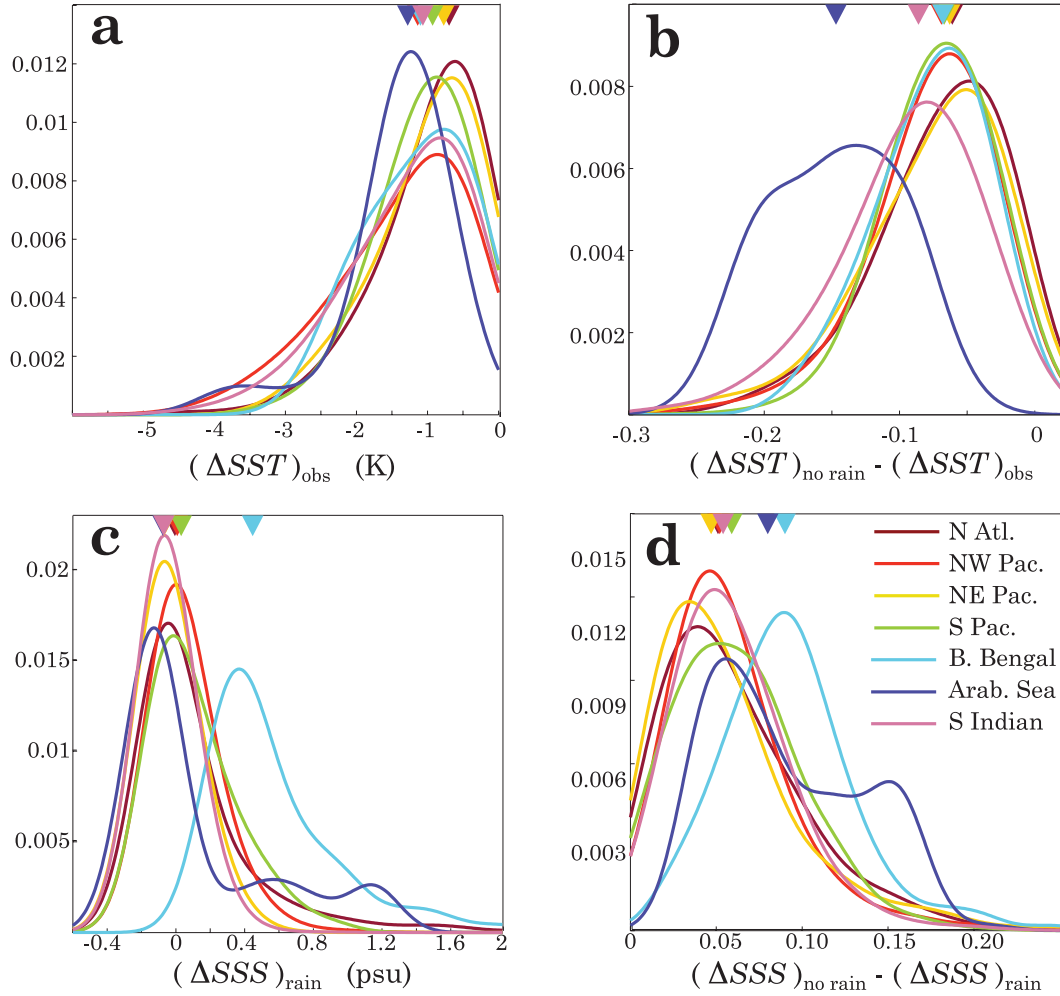 a
0.012
0.01
0.008
0.006
0.004
0.002
-5
-4
-3
-2
-1
0
( ΔSST )obs (K)
b
0.008
0.006
0.004
0.002
-0.3
-0.2
-0.1
0
( ΔSST )no rain - ( ΔSST )obs
c
0.02
0.015
0.01
0.005
-0.4
0
0.4
0.8
1.2
1.6
2
( ΔSSS )rain (psu)
d
0.015
0.012
0.009
0.006
0.003
0
0.05
0.10
0.15
0.20
( ΔSSS )no rain - ( ΔSSS )rain
N Atl.
NW Pac.
NE Pac.
S Pac.
B. Bengal
Arab. Sea
S Indian